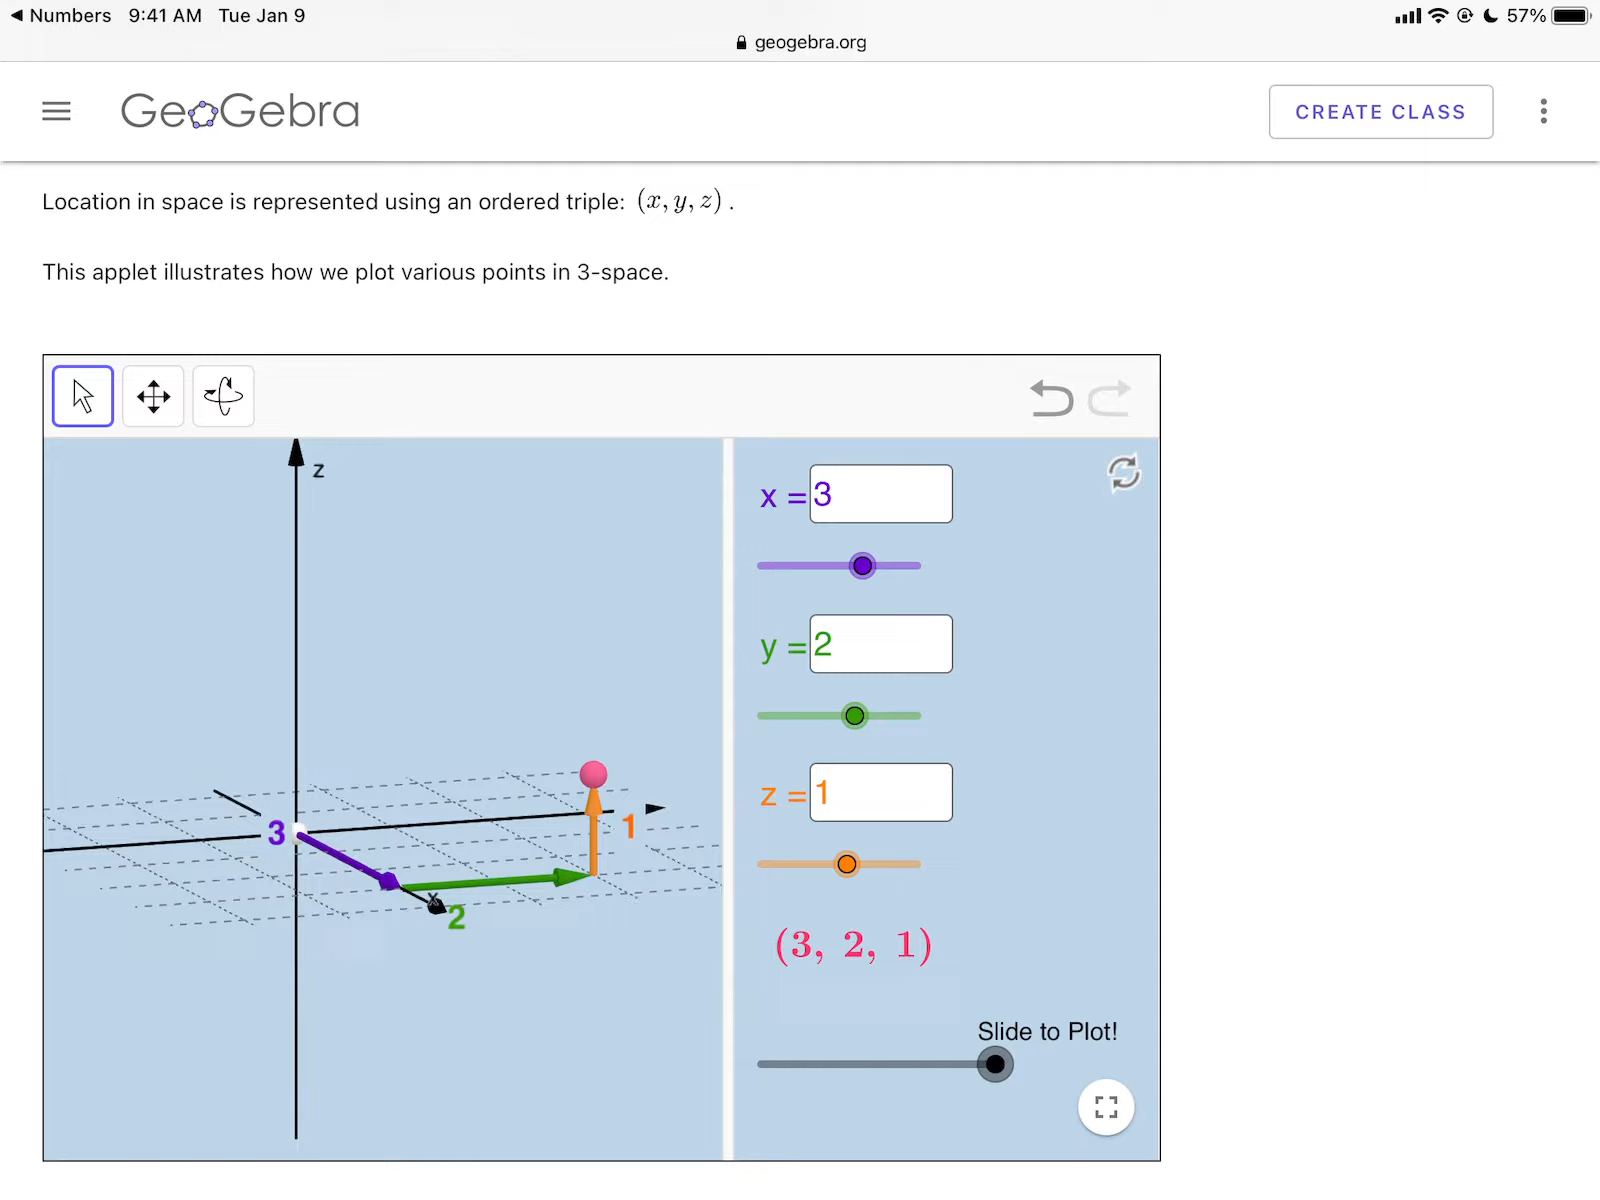 Numbers 9:41 AM Tue Jan 9 57%
geogebra.org
GeoGebra CREATE CLASS
Location in space is represented using an ordered triple: (x, y, z) .
This applet illustrates how we plot various points in 3-space.
z
3
1
x
2
x = 3
y = 2
z = 1
(3, 2, 1)
Slide to Plot!